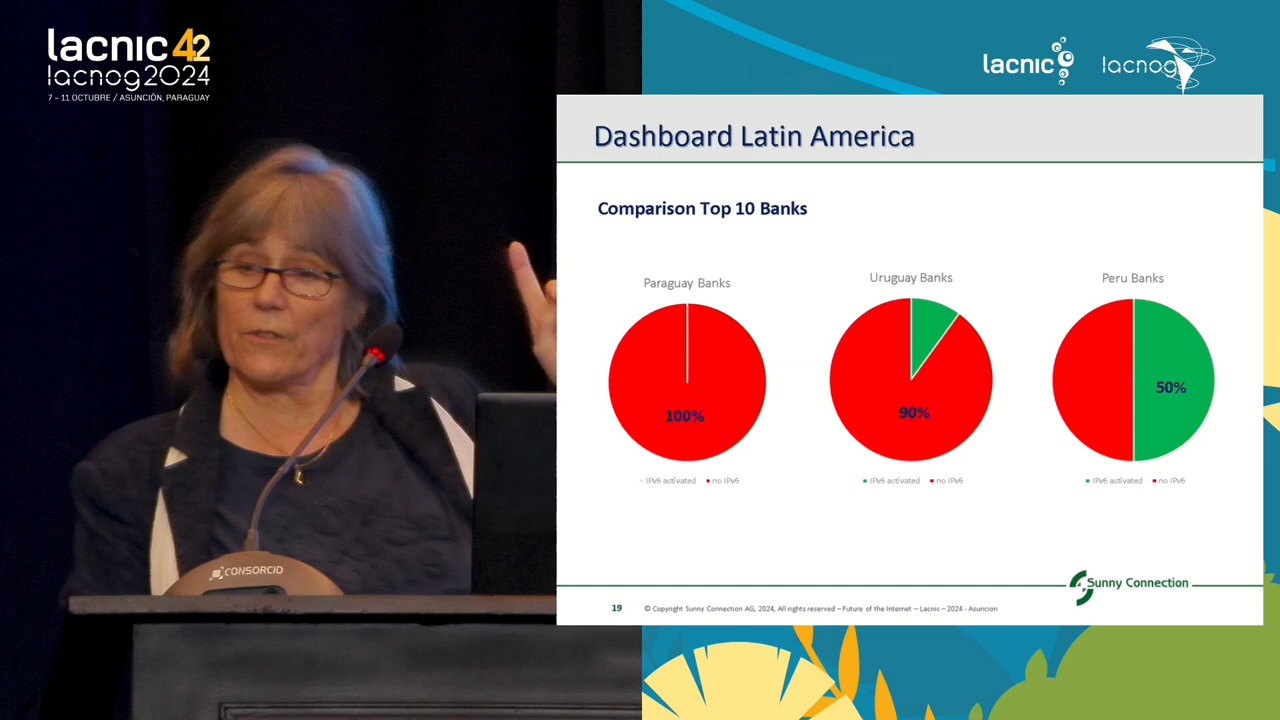 lacnic 42
lacnog2024
7 - 11 OCTUBRE / ASUNCIÓN, PARAGUAY
lacnic
lacnog
Dashboard Latin America
Comparison Top 10 Banks
Paraguay Banks
Uruguay Banks
Peru Banks
100%
90%
50%
IPv6 activated no IPv6
IPv6 activated no IPv6
IPv6 activated no IPv6
CONSORCIO
Sunny Connection
19 © Copyright Sunny Connection AG, 2024, All rights reserved – Future of the Internet – Lacnic – 2024 - Asuncion